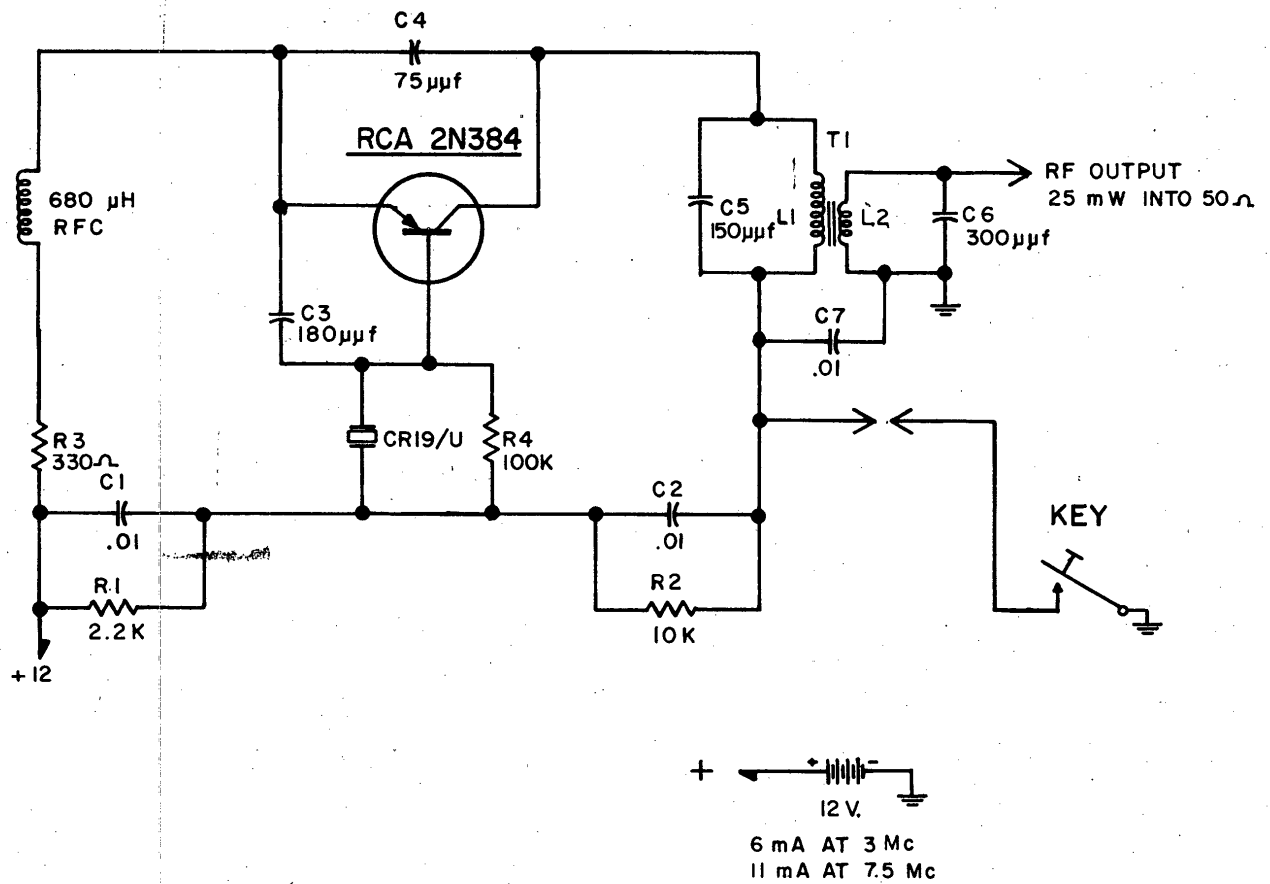 C4
75μμf
RCA 2N384
T1
680 μH
RFC
C5
150μμf
L1
L2
C6
300μμf
RF OUTPUT
25 mW INTO 50Ω
C3
180μμf
C7
.01
R3
330Ω
CR19/U
R4
100K
C1
.01
C2
.01
KEY
R1
2.2K
R2
10K
+12
+
+
-
12 V.
6 mA AT 3 Mc
11 mA AT 7.5 Mc